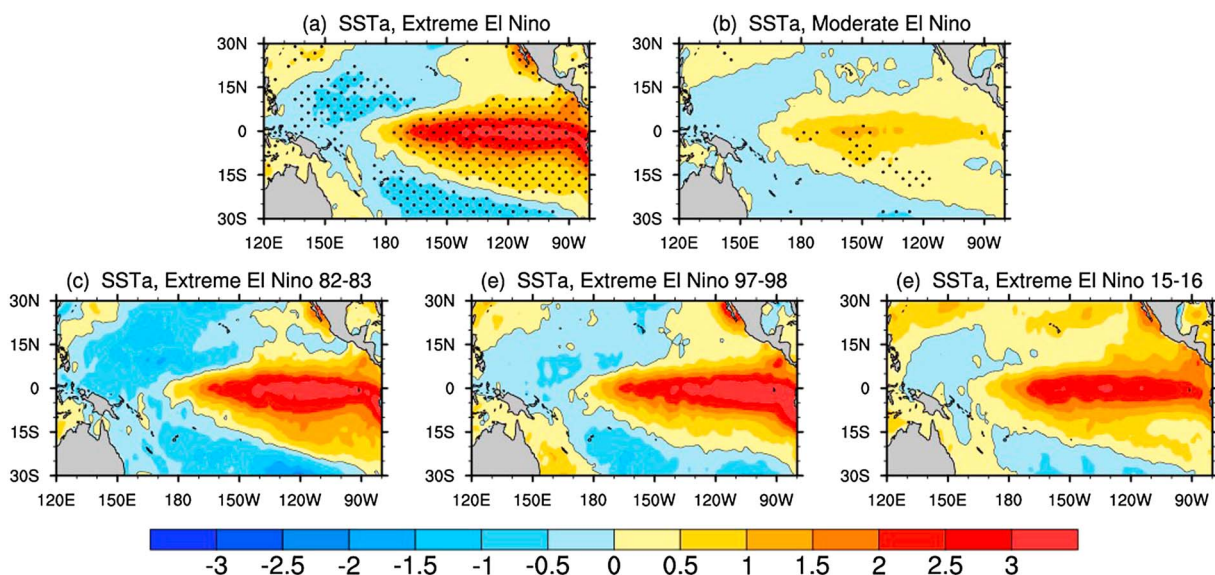 (a) SSTa, Extreme El Nino
(b) SSTa, Moderate El Nino
30N
15N
0
15S
30S
120E 150E 180 150W 120W 90W
30N
15N
0
15S
30S
120E 150E 180 150W 120W 90W
(c) SSTa, Extreme El Nino 82-83
(e) SSTa, Extreme El Nino 97-98
(e) SSTa, Extreme El Nino 15-16
30N
15N
0
15S
30S
120E 150E 180 150W 120W 90W
30N
15N
0
15S
30S
120E 150E 180 150W 120W 90W
30N
15N
0
15S
30S
120E 150E 180 150W 120W 90W
-3 -2.5 -2 -1.5 -1 -0.5 0 0.5 1 1.5 2 2.5 3